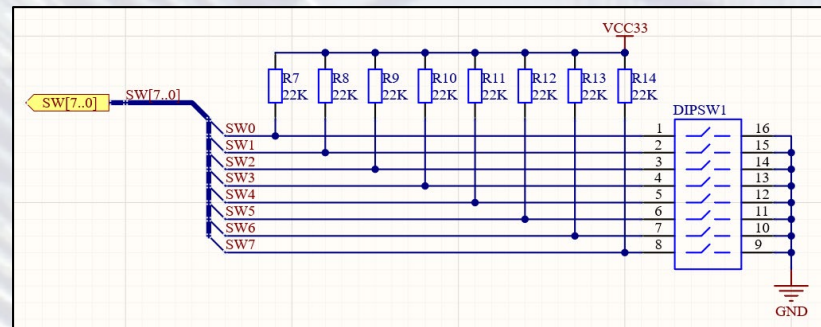 VCC33
R7 R8 R9 R10 R11 R12 R13 R14
22K 22K 22K 22K 22K 22K 22K 22K
SW[7..0] SW[7..0]
DIPSW1
SW0 1 16
SW1 2 15
SW2 3 14
SW3 4 13
SW4 5 12
SW5 6 11
SW6 7 10
SW7 8 9
GND